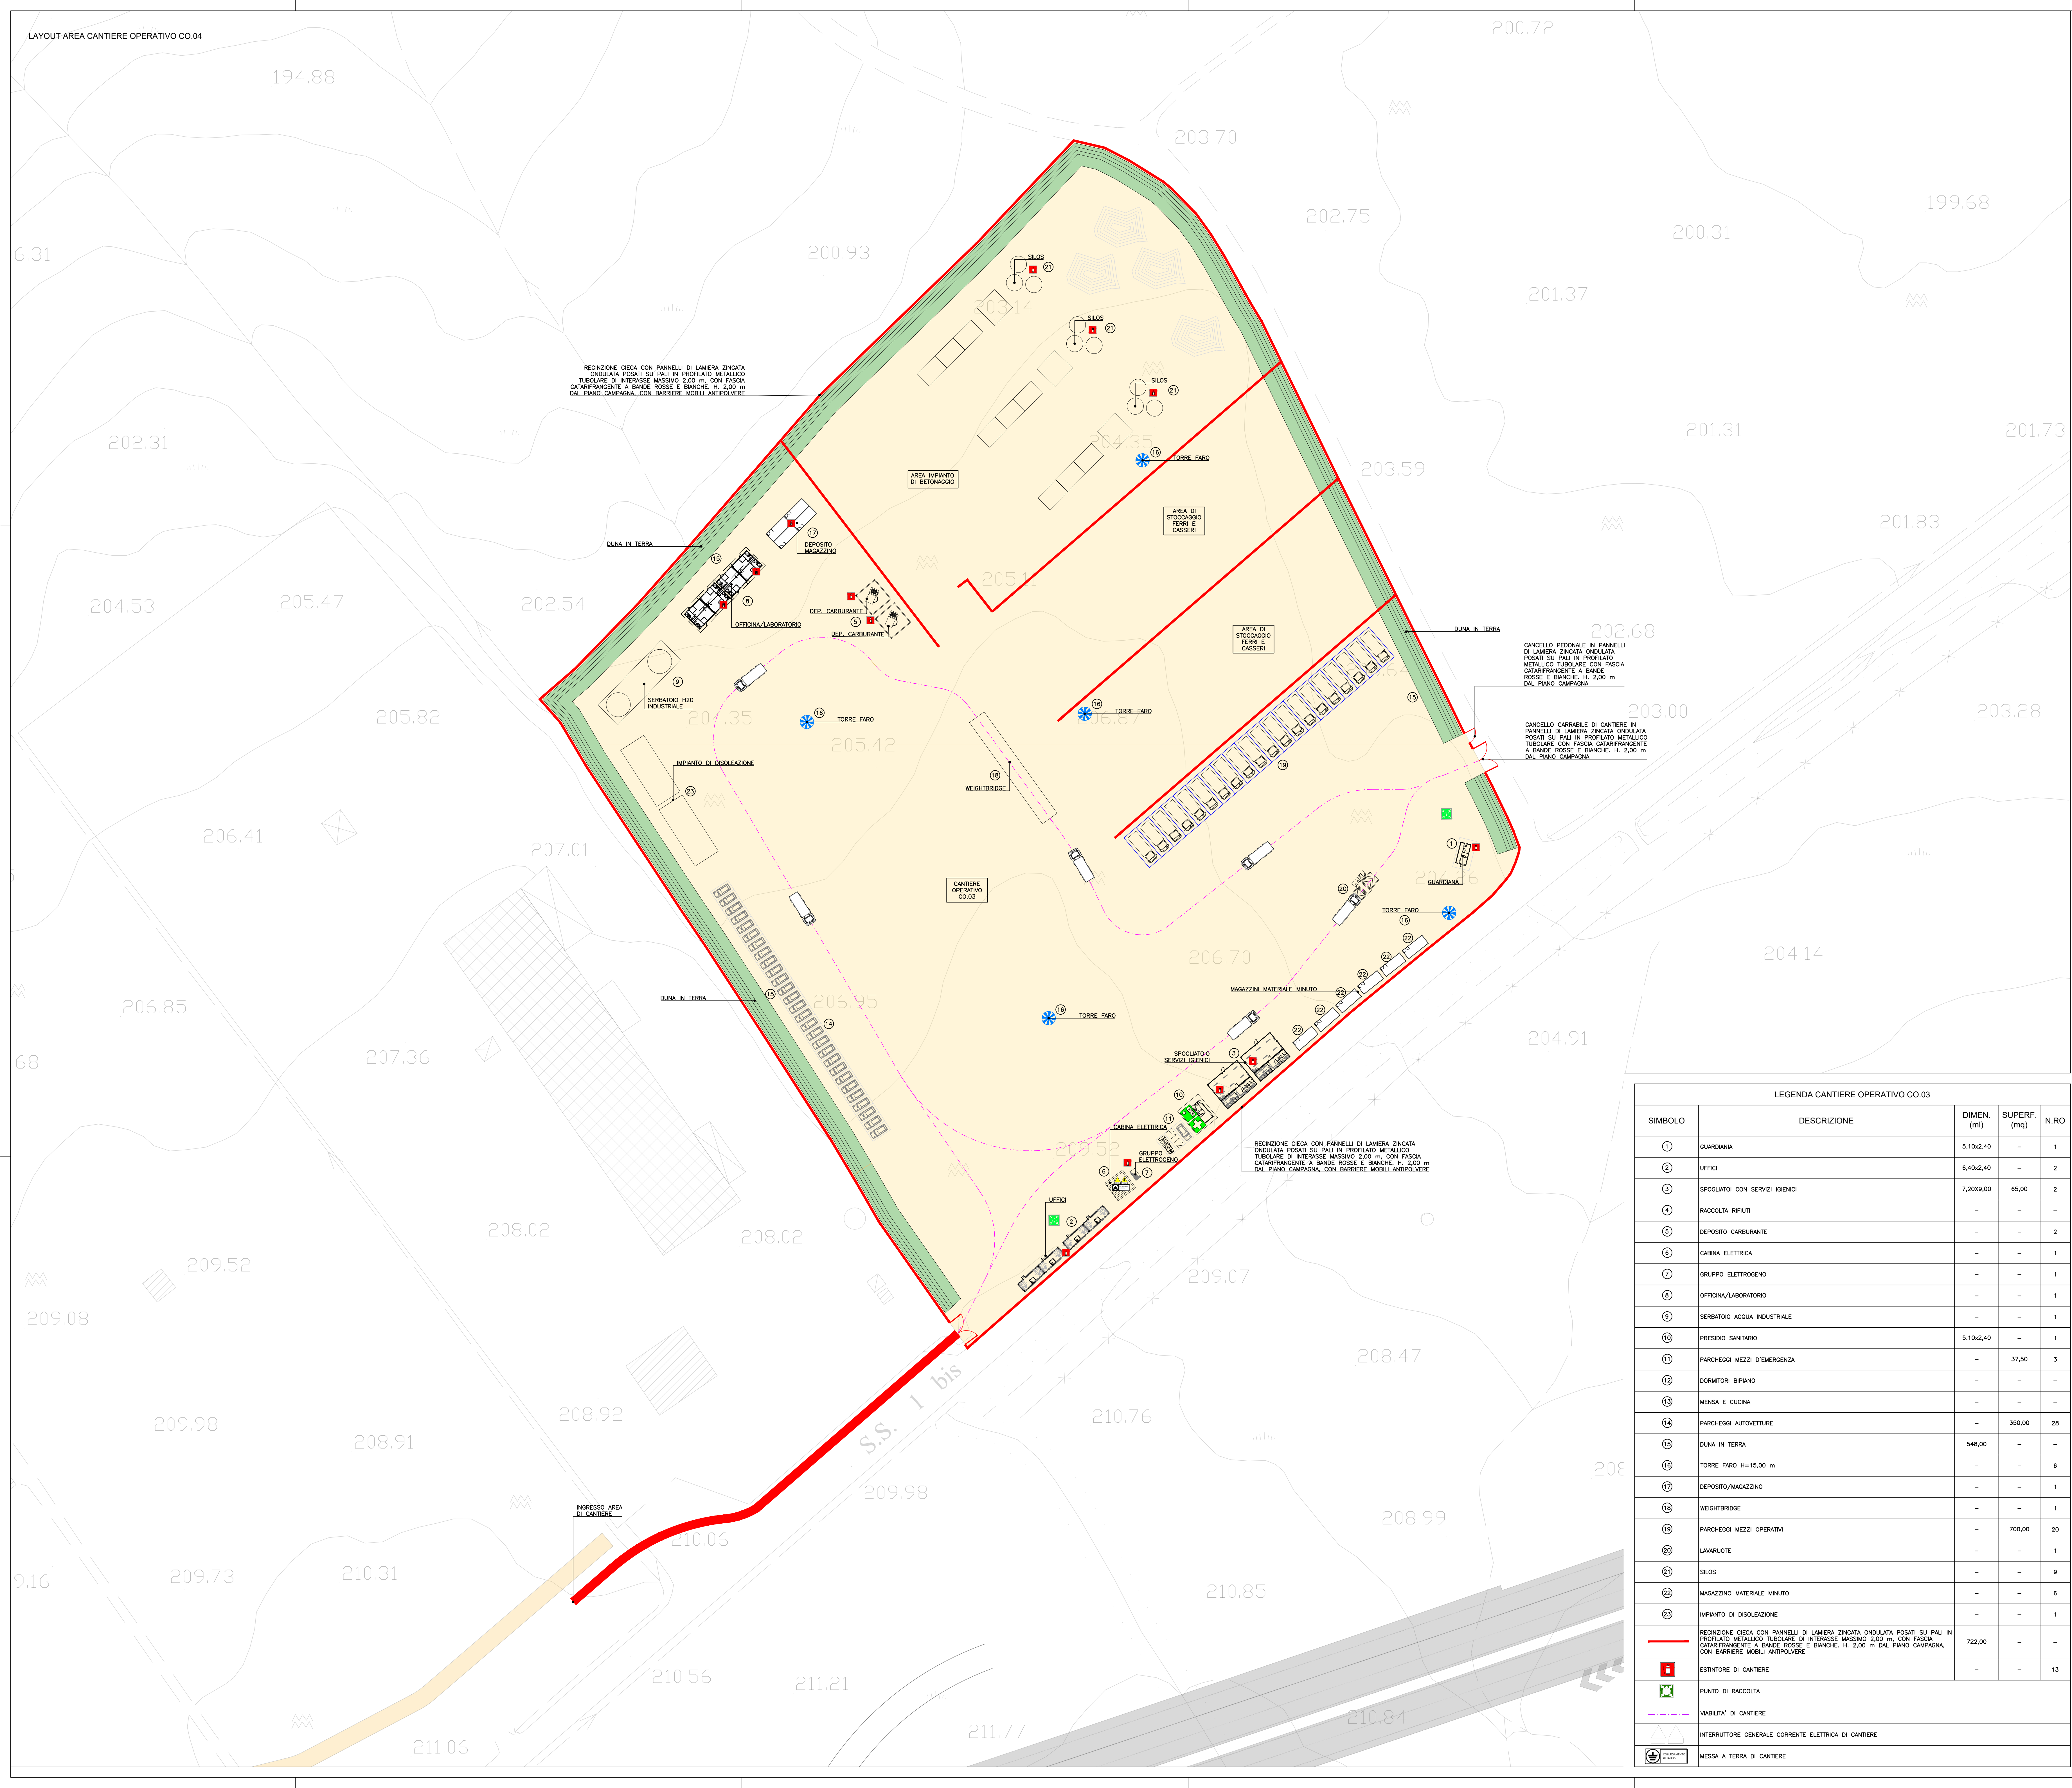 LAYOUT AREA CANTIERE OPERATIVO CO.04
200.72
194.88
203.70
199.68
202.75
200.31
6.31
200.93
SILOS
21
201.37
203.14
SILOS
21
RECINZIONE CIECA CON PANNELLI DI LAMIERA ZINCATA
ONDULATA POSATI SU PALI IN PROFILATO METALLICO
TUBOLARE DI INTERASSE MASSIMO 2,00 m, CON FASCIA
CATARIFRANGENTE A BANDE ROSSE E BIANCHE. H. 2,00 m
DAL PIANO CAMPAGNA, CON BARRIERE MOBILI ANTIPOLVERE
SILOS
21
202.31
204.35
201.31
201.73
16
TORRE FARO
203.59
AREA IMPIANTO
DI BETONAGGIO
AREA DI
STOCCAGGIO
FERRI E
CASSERI
201.83
17
DEPOSITO
MAGAZZINO
DUNA IN TERRA
15
205.11
204.53
205.47
202.54
8
OFFICINA/LABORATORIO
DEP. CARBURANTE
5
DEP. CARBURANTE
AREA DI
STOCCAGGIO
FERRI E
CASSERI
DUNA IN TERRA
202.68
CANCELLO PEDONALE IN PANNELLI
DI LAMIERA ZINCATA ONDULATA
POSATI SU PALI IN PROFILATO
METALLICO TUBOLARE CON FASCIA
CATARIFRANGENTE A BANDE
ROSSE E BIANCHE. H. 2,00 m
DAL PIANO CAMPAGNA
9
SERBATOIO H20
INDUSTRIALE
15
205.82
204.35
16
TORRE FARO
16
TORRE FARO
203.00
203.28
CANCELLO CARRABILE DI CANTIERE IN
PANNELLI DI LAMIERA ZINCATA ONDULATA
POSATI SU PALI IN PROFILATO METALLICO
TUBOLARE CON FASCIA CATARIFRANGENTE
A BANDE ROSSE E BIANCHE. H. 2,00 m
DAL PIANO CAMPAGNA
205.42
IMPIANTO DI DISOLEAZIONE
23
18
WEIGHTBRIDGE
19
206.41
207.01
1
GUARDIANA
204.26
CANTIERE
OPERATIVO
CO.03
20
TORRE FARO
16
206.70
22
22
22
22
22
22
MAGAZZINI MATERIALE MINUTO
204.14
DUNA IN TERRA
15
206.95
14
206.85
16
TORRE FARO
207.36
.68
204.91
SPOGLIATOIO
SERVIZI IGIENICI
3
10
11
P112
CABINA ELETTIRICA
209.52
GRUPPO
ELETTROGENO
6
7
RECINZIONE CIECA CON PANNELLI DI LAMIERA ZINCATA
ONDULATA POSATI SU PALI IN PROFILATO METALLICO
TUBOLARE DI INTERASSE MASSIMO 2,00 m, CON FASCIA
CATARIFRANGENTE A BANDE ROSSE E BIANCHE. H. 2,00 m
DAL PIANO CAMPAGNA, CON BARRIERE MOBILI ANTIPOLVERE
UFFICI
2
208.02
208.02
209.52
209.07
209.08
208.47
S.S. 1 bis
208.92
210.76
209.98
208.91
209.98
208.99
INGRESSO AREA
DI CANTIERE
210.06
9.16
209.73
210.31
210.85
210.56
211.21
211.06
211.77
210.84
LEGENDA CANTIERE OPERATIVO CO.03
SIMBOLO DESCRIZIONE DIMEN. (ml) SUPERF. (mq) N.RO
1 GUARDIANIA 5,10x2,40 – 1
2 UFFICI 6,40x2,40 – 2
3 SPOGLIATOI CON SERVIZI IGIENICI 7,20X9,00 65,00 2
4 RACCOLTA RIFIUTI – – –
5 DEPOSITO CARBURANTE – – 2
6 CABINA ELETTRICA – – 1
7 GRUPPO ELETTROGENO – – 1
8 OFFICINA/LABORATORIO – – 1
9 SERBATOIO ACQUA INDUSTRIALE – – 1
10 PRESIDIO SANITARIO 5.10x2,40 – 1
11 PARCHEGGI MEZZI D'EMERGENZA – 37,50 3
12 DORMITORI BIPIANO – – –
13 MENSA E CUCINA – – –
14 PARCHEGGI AUTOVETTURE – 350,00 28
15 DUNA IN TERRA 548,00 – –
16 TORRE FARO H=15,00 m – – 6
17 DEPOSITO/MAGAZZINO – – 1
18 WEIGHTBRIDGE – – 1
19 PARCHEGGI MEZZI OPERATIVI – 700,00 20
20 LAVARUOTE – – 1
21 SILOS – – 9
22 MAGAZZINO MATERIALE MINUTO – – 6
23 IMPIANTO DI DISOLEAZIONE – – 1
RECINZIONE CIECA CON PANNELLI DI LAMIERA ZINCATA ONDULATA POSATI SU PALI IN
PROFILATO METALLICO TUBOLARE DI INTERASSE MASSIMO 2,00 m, CON FASCIA
CATARIFRANGENTE A BANDE ROSSE E BIANCHE. H. 2,00 m DAL PIANO CAMPAGNA,
CON BARRIERE MOBILI ANTIPOLVERE
722,00 – –
ESTINTORE DI CANTIERE – – 13
PUNTO DI RACCOLTA
VIABILITA' DI CANTIERE
INTERRUTTORE GENERALE CORRENTE ELETTRICA DI CANTIERE
MESSA A TERRA DI CANTIERE